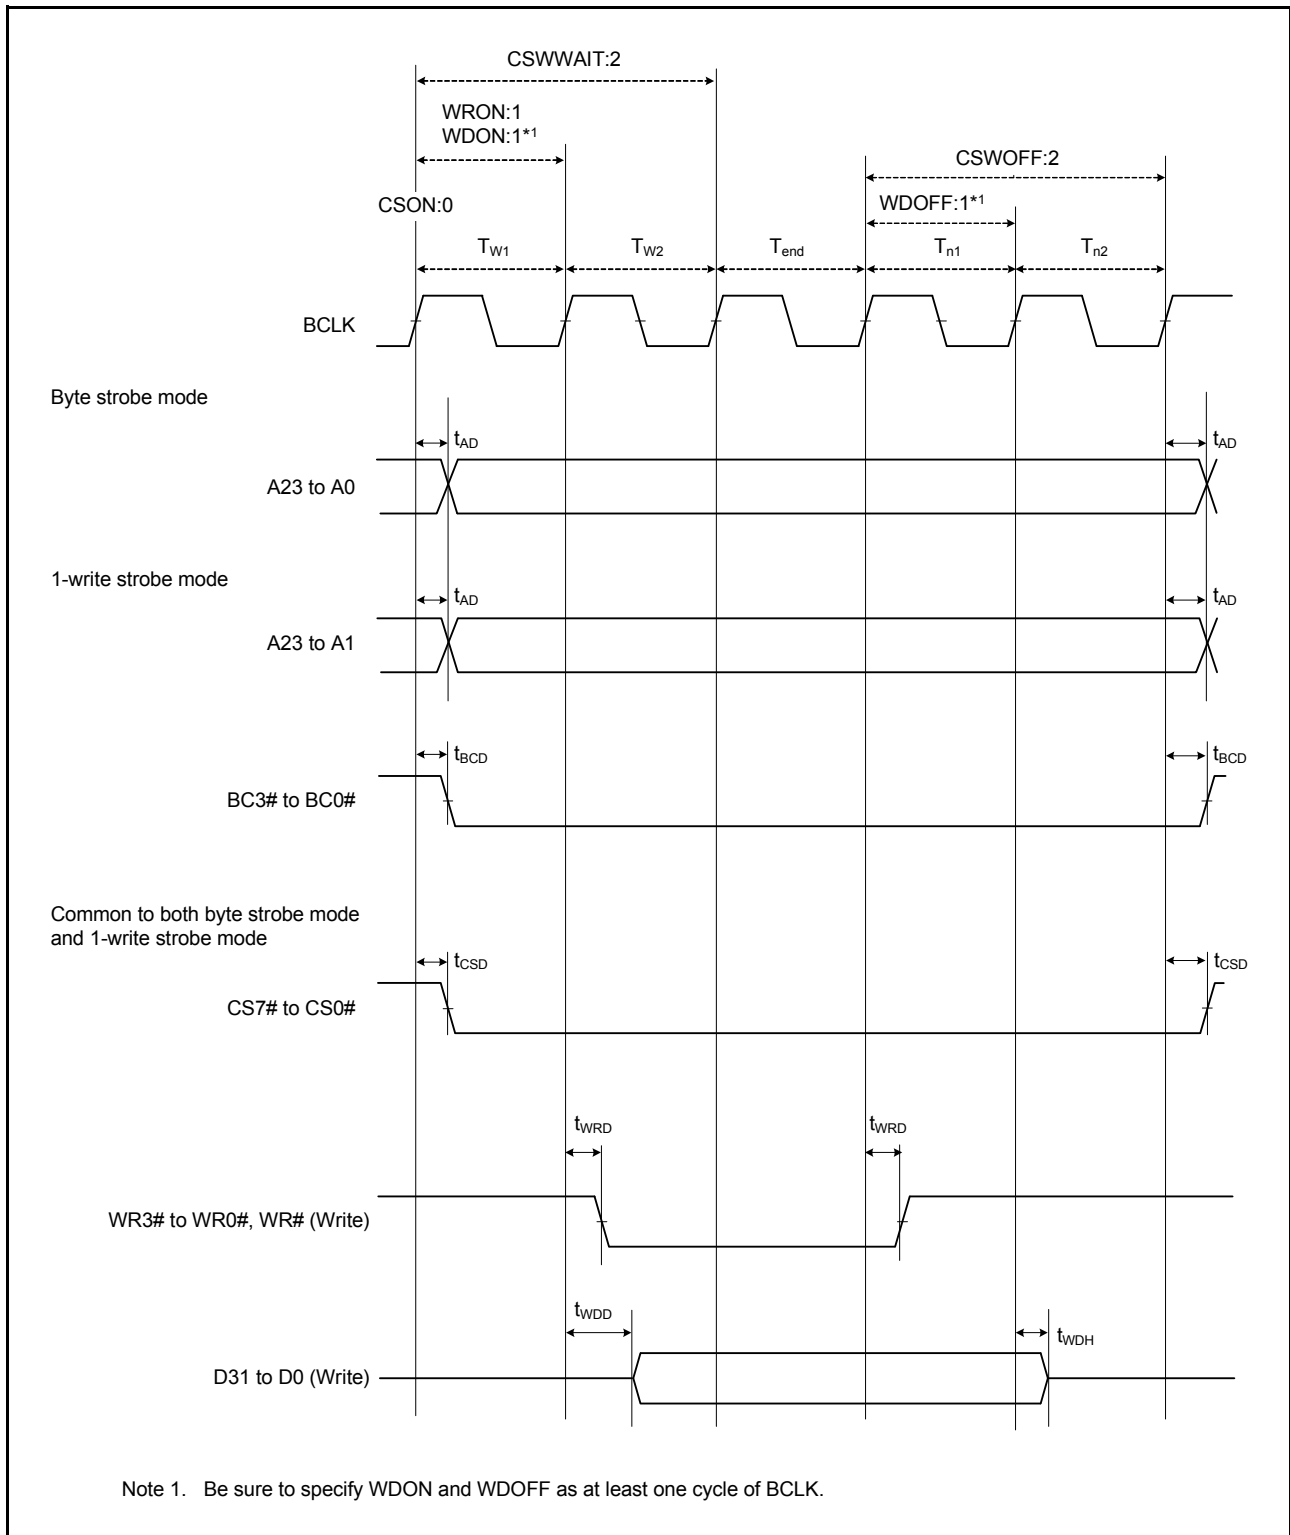 CSWWAIT:2
WRON:1
WDON:1*1
CSWOFF:2
CSON:0
WDOFF:1*1
TW1
TW2
Tend
Tn1
Tn2
BCLK
Byte strobe mode
tAD
tAD
A23 to A0
1-write strobe mode
tAD
tAD
A23 to A1
tBCD
tBCD
BC3# to BC0#
Common to both byte strobe mode
and 1-write strobe mode
tCSD
tCSD
CS7# to CS0#
tWRD
tWRD
WR3# to WR0#, WR# (Write)
tWDD
tWDH
D31 to D0 (Write)
Note 1. Be sure to specify WDON and WDOFF as at least one cycle of BCLK.